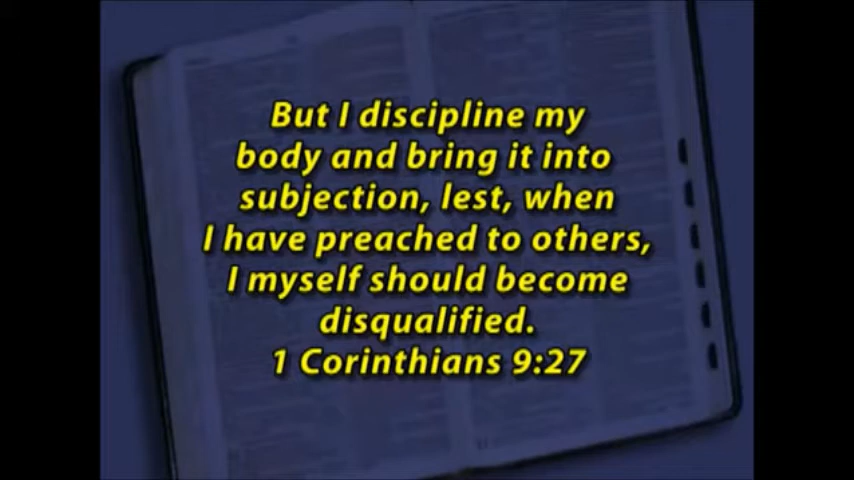 But I discipline my
body and bring it into
subjection, lest, when
I have preached to others,
I myself should become
disqualified.
1 Corinthians 9:27